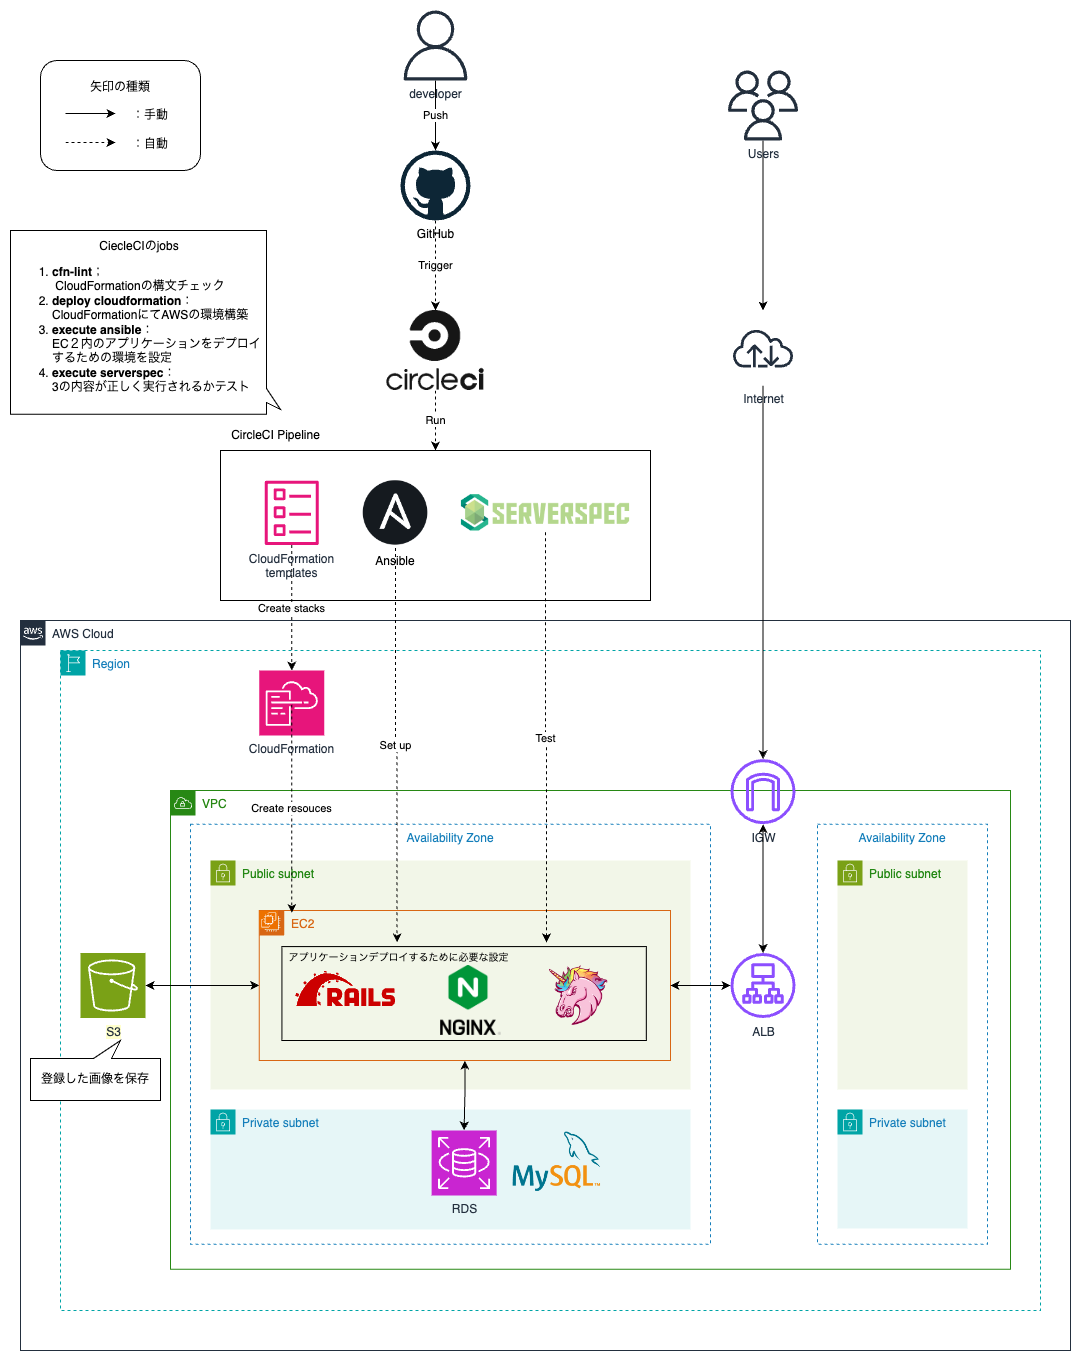 developer
Push
矢印の種類
：手動
：自動
Users
GitHub
Trigger
CiecleCIのjobs
1. cfn-lint：
CloudFormationの構文チェック
2. deploy cloudformation：
CloudFormationにてAWSの環境構築
3. execute ansible：
EC２内のアプリケーションをデプロイ
するための環境を設定
4. execute serverspec：
3の内容が正しく実行されるかテスト
circleci
Internet
Run
CircleCI Pipeline
SERVERSPEC
CloudFormation
templates
Ansible
Create stacks
aws
AWS Cloud
Region
CloudFormation
Set up
Test
VPC
Create resouces
IGW
Availability Zone
Availability Zone
Public subnet
Public subnet
EC2
アプリケーションデプロイするために必要な設定
RAILS
N
NGINX
S3
ALB
登録した画像を保存
Private subnet
Private subnet
MySQL™
RDS